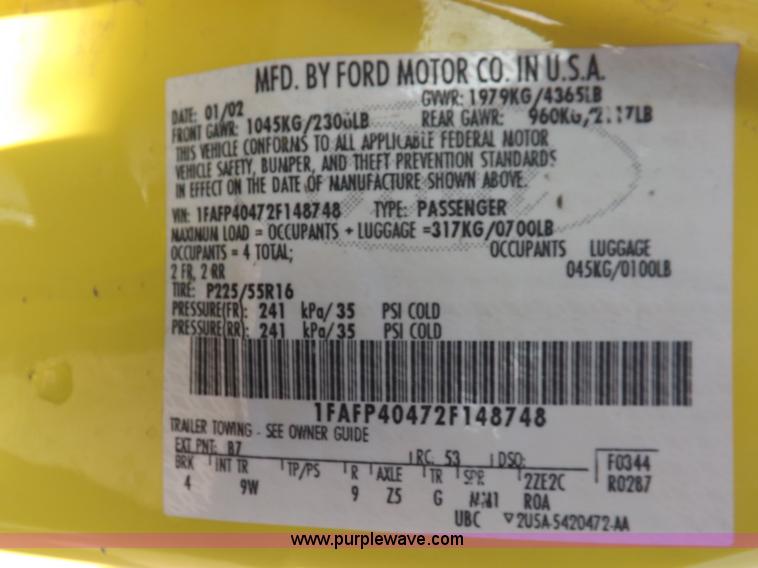 MFD. BY FORD MOTOR CO. IN U.S.A.
DATE: 01/02 GVWR: 1979KG/4365LB
FRONT GAWR: 1045KG/2306LB REAR GAWR: 960KG/
THIS VEHICLE CONFORMS TO ALL APPLICABLE FEDERAL MOTOR
VEHICLE SAFETY, BUMPER, AND THEFT PREVENTION STANDARDS
IN EFFECT ON THE DATE OF MANUFACTURE SHOWN ABOVE.
VIN: 1FAFP40472F148748 TYPE: PASSENGER
MAXIMUM LOAD = OCCUPANTS + LUGGAGE =317KG/0700LB
OCCUPANTS = 4 TOTAL; OCCUPANTS LUGGAGE
2 FR, 2 RR 045KG/0100LB
TIRE: P225/55R16
PRESSURE(FR): 241 kPa/35 PSI COLD
PRESSURE(RR): 241 kPa/35 PSI COLD
1FAFP40472F148748
TRAILER TOWING - SEE OWNER GUIDE
EXT PNT: B7 RC: 53 DSO: F0344
BRK INT TR TP/PS R AXLE TR SPR 2ZE2C R0287
4 9W 9 Z5 G ROA
UBC ▽2U5A-5420472-AA
www.purplewave.com